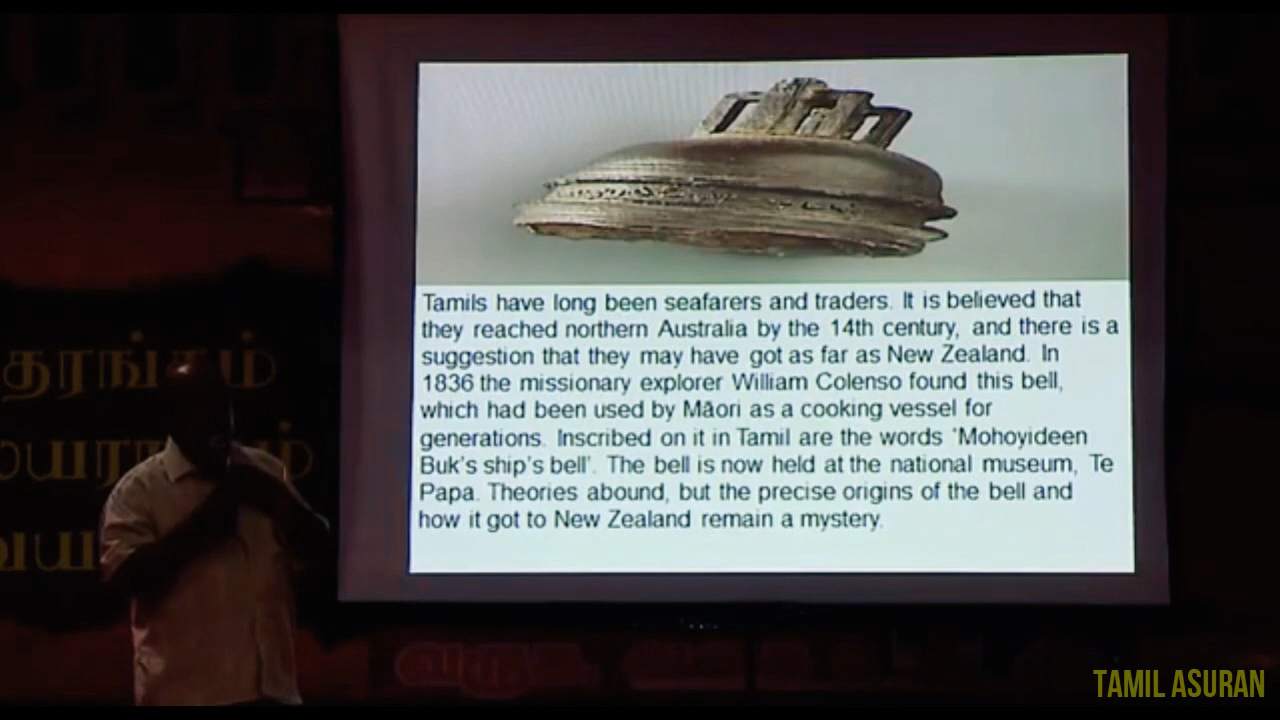 Tamils have long been seafarers and traders. It is believed that
they reached northern Australia by the 14th century, and there is a
suggestion that they may have got as far as New Zealand. In
1836 the missionary explorer William Colenso found this bell,
which had been used by Māori as a cooking vessel for
generations. Inscribed on it in Tamil are the words 'Mohoyideen
Buk's ship's bell'. The bell is now held at the national museum, Te
Papa. Theories abound, but the precise origins of the bell and
how it got to New Zealand remain a mystery.
TAMIL ASURAN